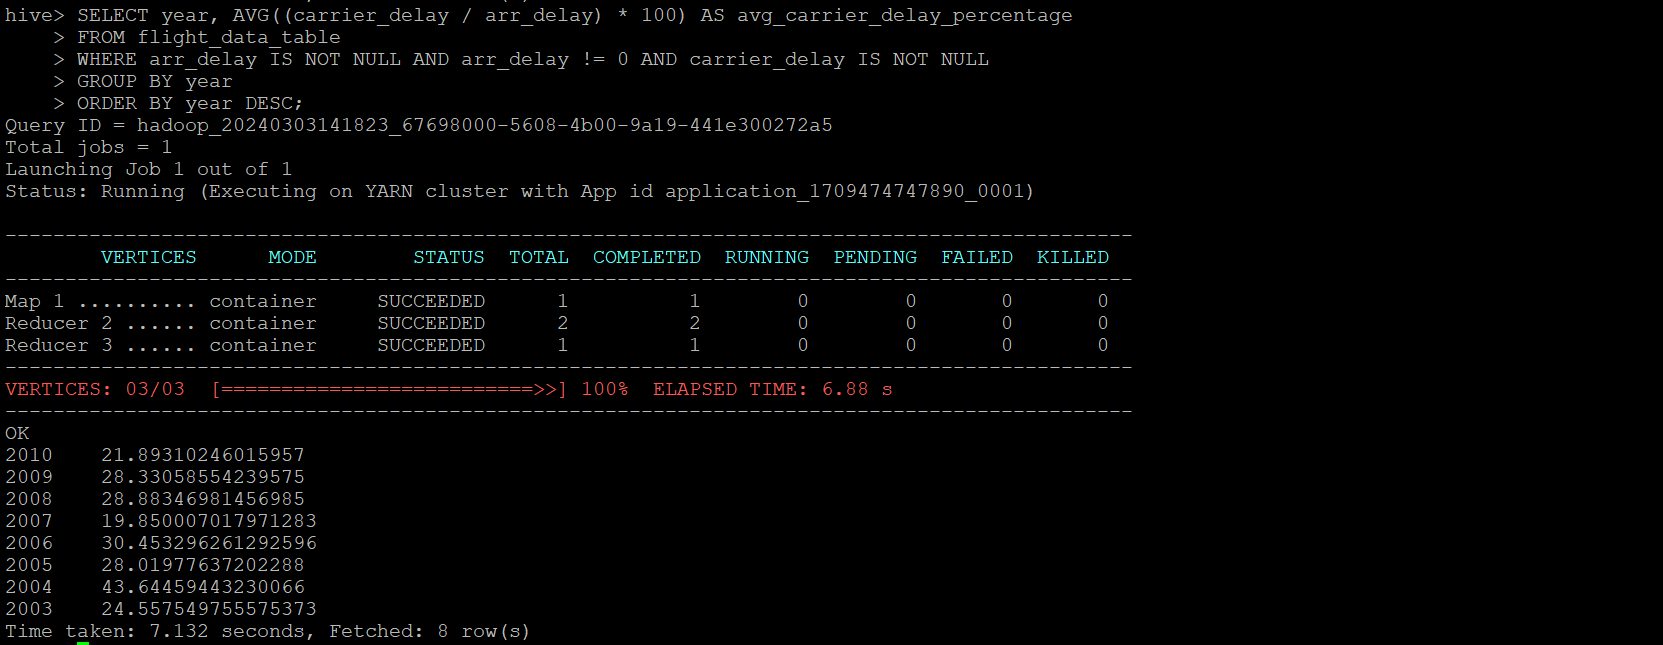 hive> SELECT year, AVG((carrier_delay / arr_delay) * 100) AS avg_carrier_delay_percentage
    > FROM flight_data_table
    > WHERE arr_delay IS NOT NULL AND arr_delay != 0 AND carrier_delay IS NOT NULL
    > GROUP BY year
    > ORDER BY year DESC;
Query ID = hadoop_20240303141823_67698000-5608-4b00-9a19-441e300272a5
Total jobs = 1
Launching Job 1 out of 1
Status: Running (Executing on YARN cluster with App id application_1709474747890_0001)
----------------------------------------------------------------------------------------------
        VERTICES      MODE        STATUS  TOTAL  COMPLETED  RUNNING  PENDING  FAILED  KILLED
----------------------------------------------------------------------------------------------
Map 1 .......... container     SUCCEEDED      1          1        0        0       0       0
Reducer 2 ...... container     SUCCEEDED      2          2        0        0       0       0
Reducer 3 ...... container     SUCCEEDED      1          1        0        0       0       0
----------------------------------------------------------------------------------------------
VERTICES: 03/03  [==========================>>] 100%  ELAPSED TIME: 6.88 s
----------------------------------------------------------------------------------------------
OK
2010    21.89310246015957
2009    28.33058554239575
2008    28.88346981456985
2007    19.850007017971283
2006    30.453296261292596
2005    28.01977637202288
2004    43.64459443230066
2003    24.557549755575373
Time taken: 7.132 seconds, Fetched: 8 row(s)